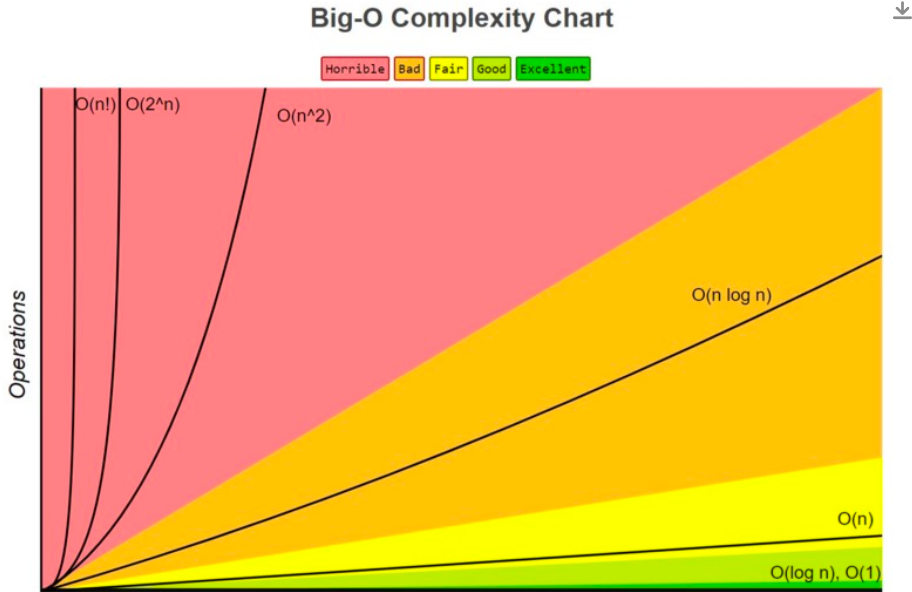 Big-O Complexity Chart
Horrible Bad Fair Good Excellent
O(n!) O(2^n)
O(n^2)
O(n log n)
Operations
O(n)
O(log n), O(1)